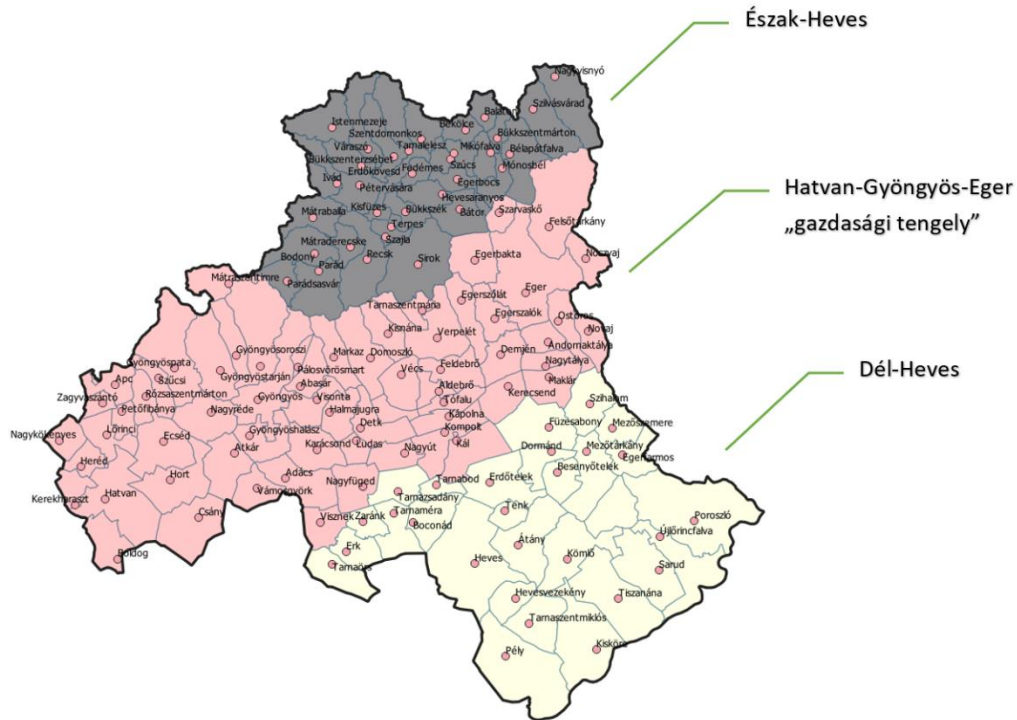 Észak-Heves
Hatvan-Gyöngyös-Eger
„gazdasági tengely”
Dél-Heves
Nagyvisnyó
Szilvásvárad
Balaton
Bekölce
Istenmezeje
Szentdomonkos
Bükkszentmárton
Váraszó
Tarnalelesz
Mikófalva
Bélapátfalva
Bükkszenterzsébet
Szúcs
Erdőkövesd
Fedémes
Mónosbél
Ivád
Pétervására
Egerbocs
Hevesaranyos
Mátraballa
Kisfüzes
Bükkszék
Bátor
Szarvaskő
Terpes
Felsőtárkány
Szajla
Mátraderecske
Bodony
Recsk
Egerbakta
Noszvaj
Parád
Sirok
Mátraszentimre
Parádsasvár
Eger
Tarnaszentmária
Egerszólát
Egerszalók
Ostoros
Kisnána
Verpelét
Novaj
Andornaktálya
Gyöngyösoroszi
Markaz
Domoszló
Demjén
Gyöngyöspata
Pálosvörösmart
Feldebrő
Nagytálya
Apc
Szűcsi
Gyöngyöstarján
Vécs
Maklár
Abasár
Zagyvaszántó
Rózsaszentmárton
Gyöngyös
Visonta
Aldebrő
Kerecsend
Tófalu
Petőfibánya
Nagyréde
Halmajugra
Szihalom
Kápolna
Füzesabony
Mezőszemere
Nagykökényes
Lőrinci
Ecséd
Gyöngyöshalász
Detk
Kompolt
Karácsond
Ludas
Kál
Dormánd
Mezőtárkány
Atkár
Nagyút
Egerfarmos
Heréd
Hort
Adács
Besenyőtelek
Nagyfüged
Tarnabod
Erdőtelek
Kerekharaszt
Hatvan
Vámosgyörk
Tarnazsadány
Csány
Visznek
Zaránk
Tarnaméra
Boconád
Tenk
Poroszló
Újlőrincfalva
Erk
Átány
Boldog
Tarnaörs
Heves
Kömlő
Sarud
Hevesvezekény
Tiszanána
Tarnaszentmiklós
Pély
Kisköre